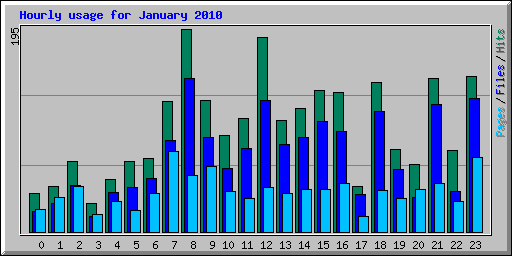 Hourly usage for January 2010
195
Pages/Files/Hits
0 1 2 3 4 5 6 7 8 9 10 11 12 13 14 15 16 17 18 19 20 21 22 23